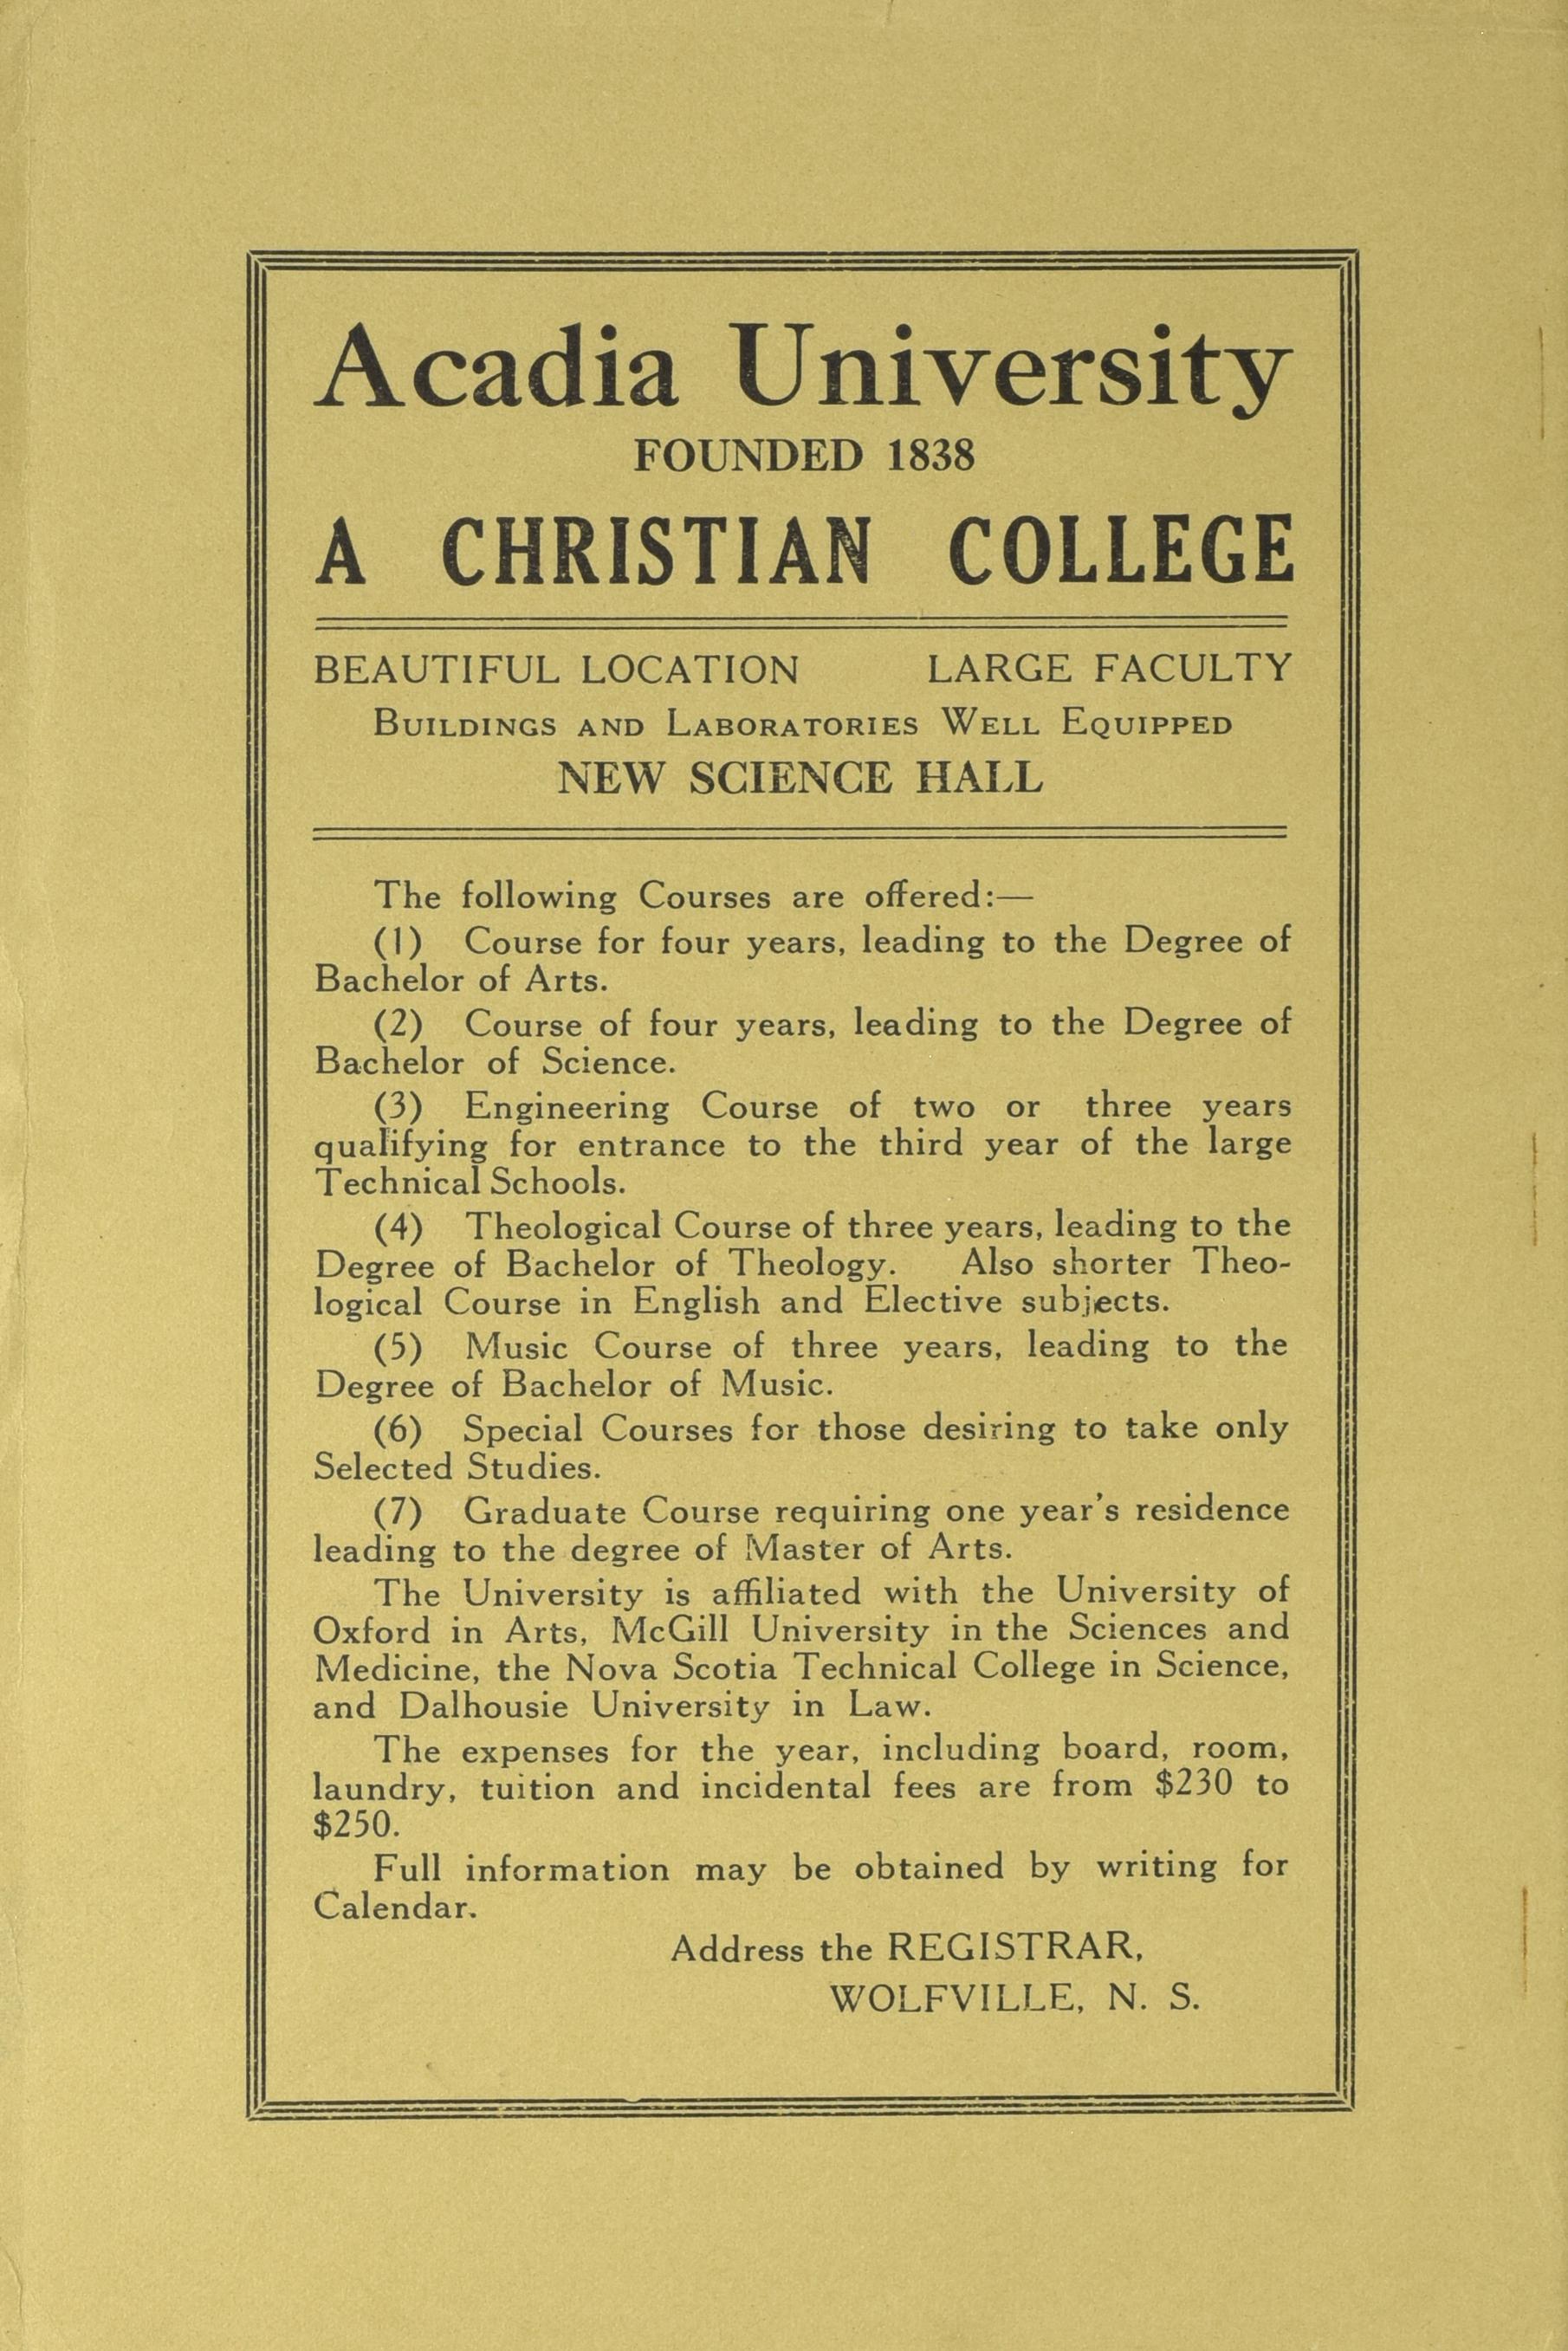 Acadia University
FOUNDED 1838
A CHRISTIAN COLLEGE
BEAUTIFUL LOCATION LARGE FACULTY
BUILDINGS AND LABORATORIES WELL EQUIPPED
NEW SCIENCE HALL
The following Courses are offered:—
(1) Course for four years, leading to the Degree of
Bachelor of Arts.
(2) Course of four years, leading to the Degree of
Bachelor of Science.
(3) Engineering Course of two or three years
qualifying for entrance to the third year of the large
Technical Schools.
(4) Theological Course of three years, leading to the
Degree of Bachelor of Theology. Also shorter Theo-
logical Course in English and Elective subjects.
(5) Music Course of three years, leading to the
Degree of Bachelor of Music.
(6) Special Courses for those desiring to take only
Selected Studies.
(7) Graduate Course requiring one year's residence
leading to the degree of Master of Arts.
The University is affiliated with the University of
Oxford in Arts, McGill University in the Sciences and
Medicine, the Nova Scotia Technical College in Science,
and Dalhousie University in Law.
The expenses for the year, including board, room,
laundry, tuition and incidental fees are from $230 to
$250.
Full information may be obtained by writing for
Calendar.
Address the REGISTRAR,
WOLFVILLE, N. S.